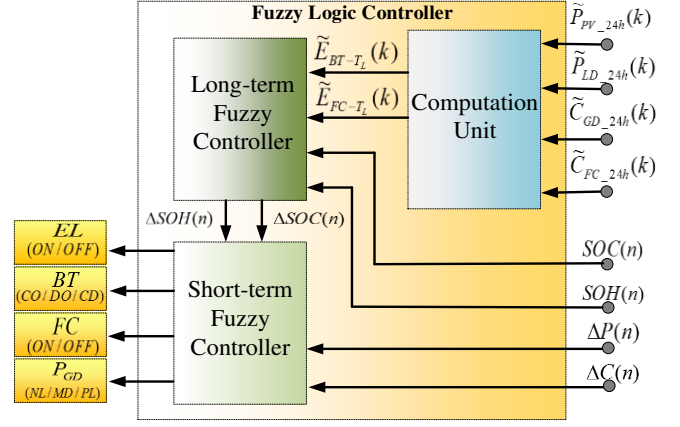 Fuzzy Logic Controller
P̃_PV_24h(k)
P̃_LD_24h(k)
C̃_GD_24h(k)
C̃_FC_24h(k)
Ẽ_BT−T_L(k)
Ẽ_FC−T_L(k)
Long-term
Fuzzy
Controller
Computation
Unit
ΔSOH(n)
ΔSOC(n)
SOC(n)
SOH(n)
ΔP(n)
ΔC(n)
Short-term
Fuzzy
Controller
EL
(ON/OFF)
BT
(CO/DO/CD)
FC
(ON/OFF)
P_GD
(NL/MD/PL)